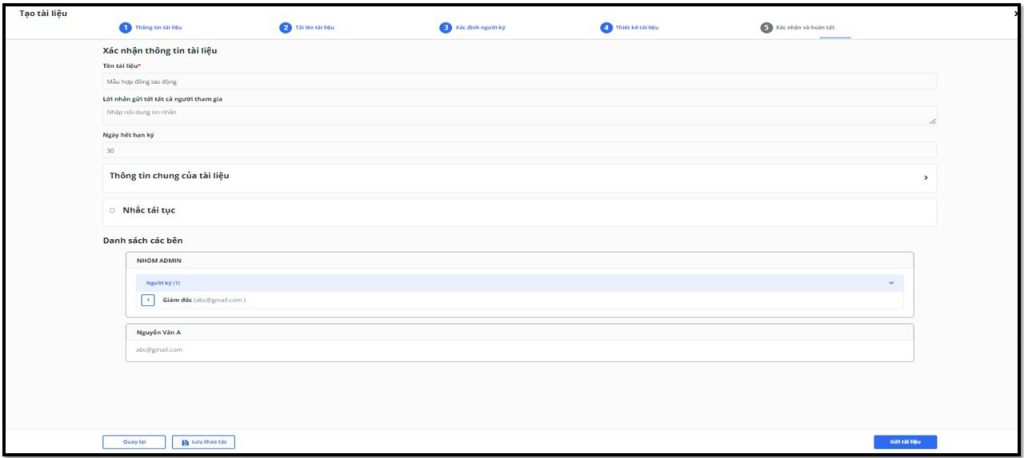 Tạo tài liệu
1 Thông tin tài liệu
2 Tải lên tài liệu
3 Xác định người ký
4 Thiết kế tài liệu
5 Xác nhận và hoàn tất
Xác nhận thông tin tài liệu
Tên tài liệu*
Mẫu hợp đồng lao động
Lời nhắn gửi tới tất cả người tham gia
Nhập nội dung tin nhắn
Ngày hết hạn ký
30
Thông tin chung của tài liệu
Nhắc tái tục
Danh sách các bên
NHÓM ADMIN
Người ký (1)
1 Giám đốc (abc@gmail.com )
Nguyễn Văn A
abc@gmail.com
Quay lại
Lưu thao tác
Gửi tài liệu